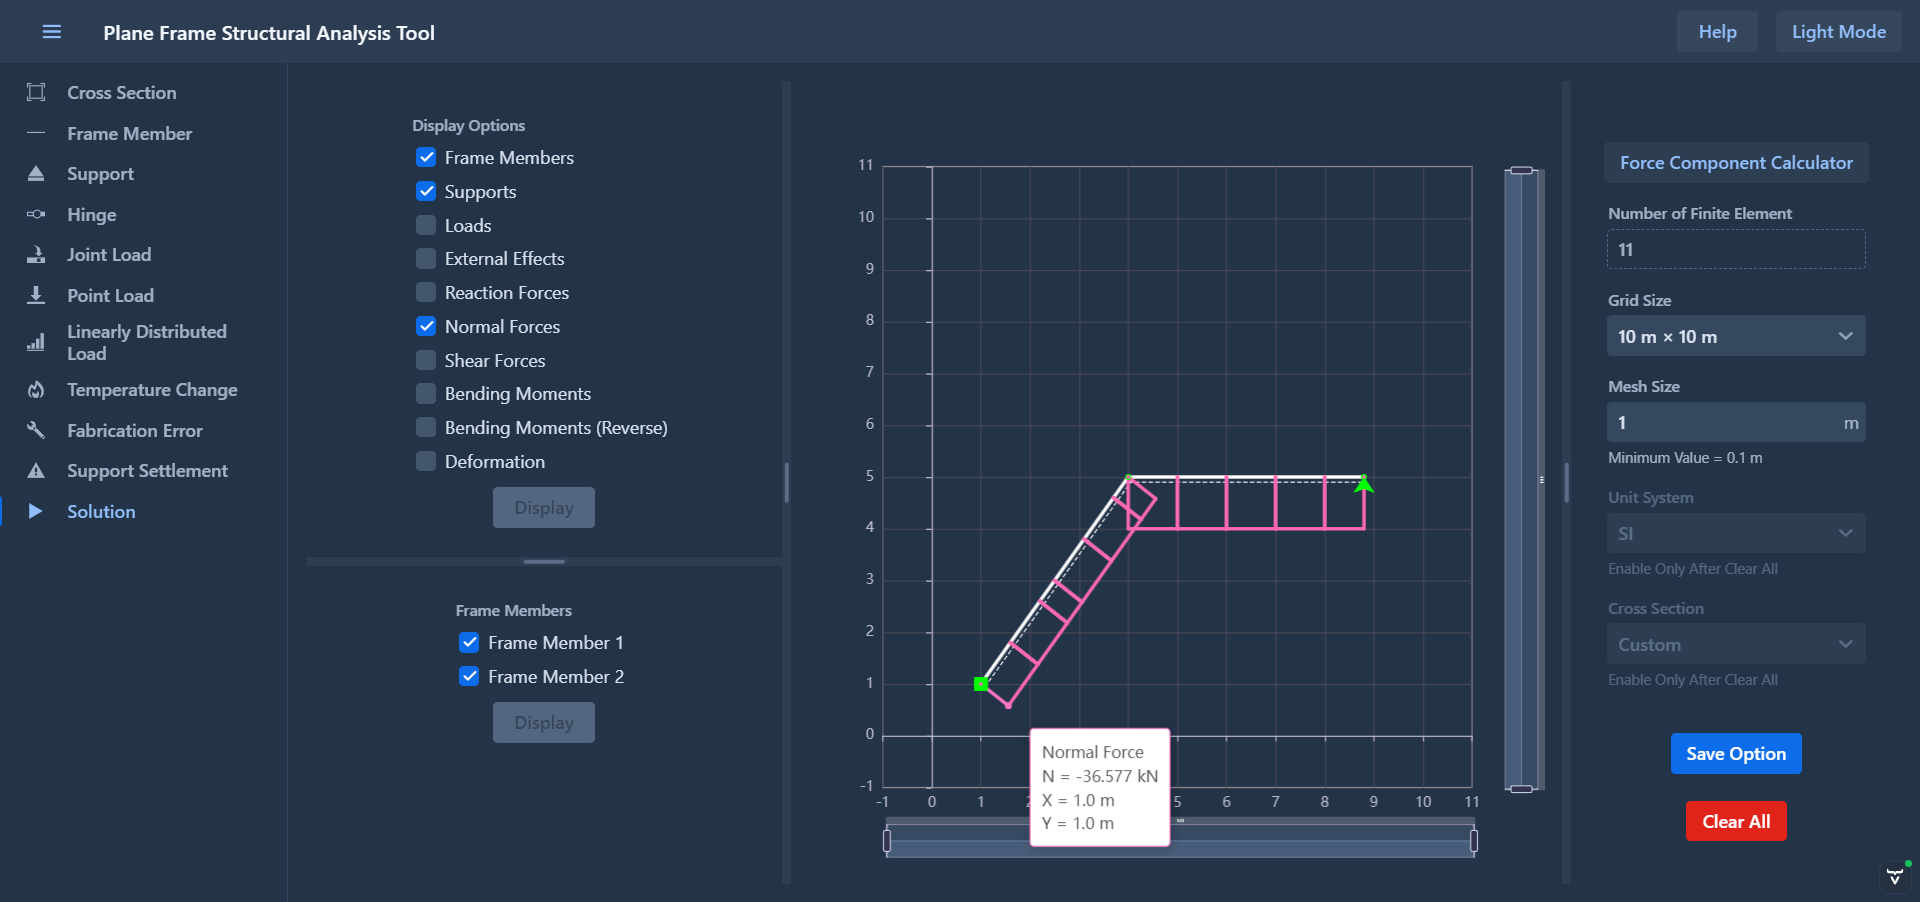 Plane Frame Structural Analysis Tool
Help
Light Mode
Cross Section
Frame Member
Support
Hinge
Joint Load
Point Load
Linearly Distributed
Load
Temperature Change
Fabrication Error
Support Settlement
Solution
Display Options
Frame Members
Supports
Loads
External Effects
Reaction Forces
Normal Forces
Shear Forces
Bending Moments
Bending Moments (Reverse)
Deformation
Display
Frame Members
Frame Member 1
Frame Member 2
Display
11
10
9
8
7
6
5
4
3
2
1
0
-1
-1 0 1 2 5 6 7 8 9 10 11
Normal Force
N = -36.577 kN
X = 1.0 m
Y = 1.0 m
Force Component Calculator
Number of Finite Element
11
Grid Size
10 m × 10 m
Mesh Size
1 m
Minimum Value = 0.1 m
Unit System
SI
Enable Only After Clear All
Cross Section
Custom
Enable Only After Clear All
Save Option
Clear All